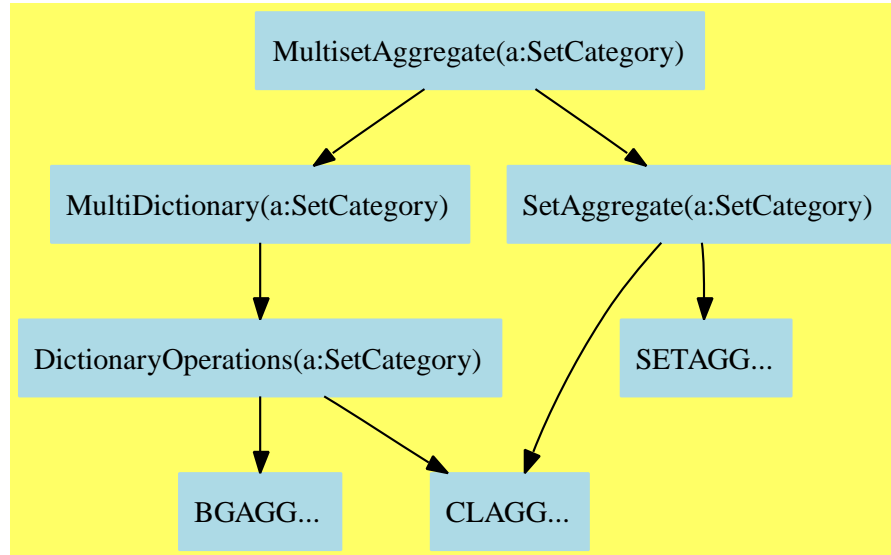 MultisetAggregate(a:SetCategory)
MultiDictionary(a:SetCategory)
SetAggregate(a:SetCategory)
DictionaryOperations(a:SetCategory)
SETAGG...
BGAGG...
CLAGG...